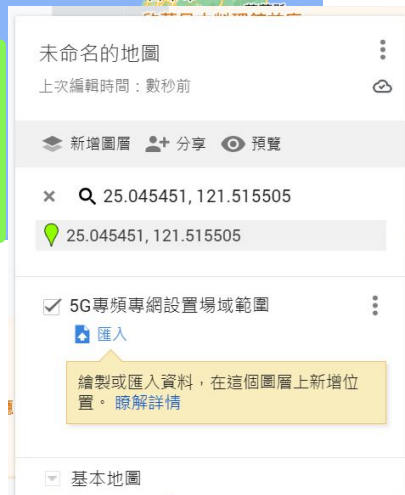 未命名的地圖
上次編輯時間：數秒前
新增圖層 分享 預覽
25.045451, 121.515505
25.045451, 121.515505
5G專頻專網設置場域範圍
匯入
繪製或匯入資料，在這個圖層上新增位
置。瞭解詳情
基本地圖